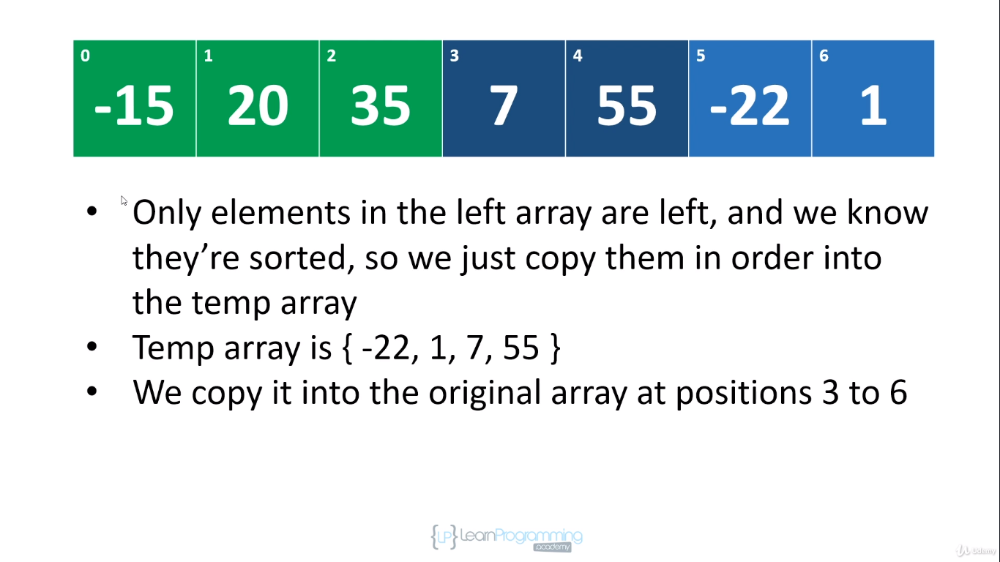 0 1 2 3 4 5 6
-15 20 35 7 55 -22 1
• Only elements in the left array are left, and we know
they’re sorted, so we just copy them in order into
the temp array
• Temp array is { -22, 1, 7, 55 }
• We copy it into the original array at positions 3 to 6
{LP} LearnProgramming
.academy
Udemy